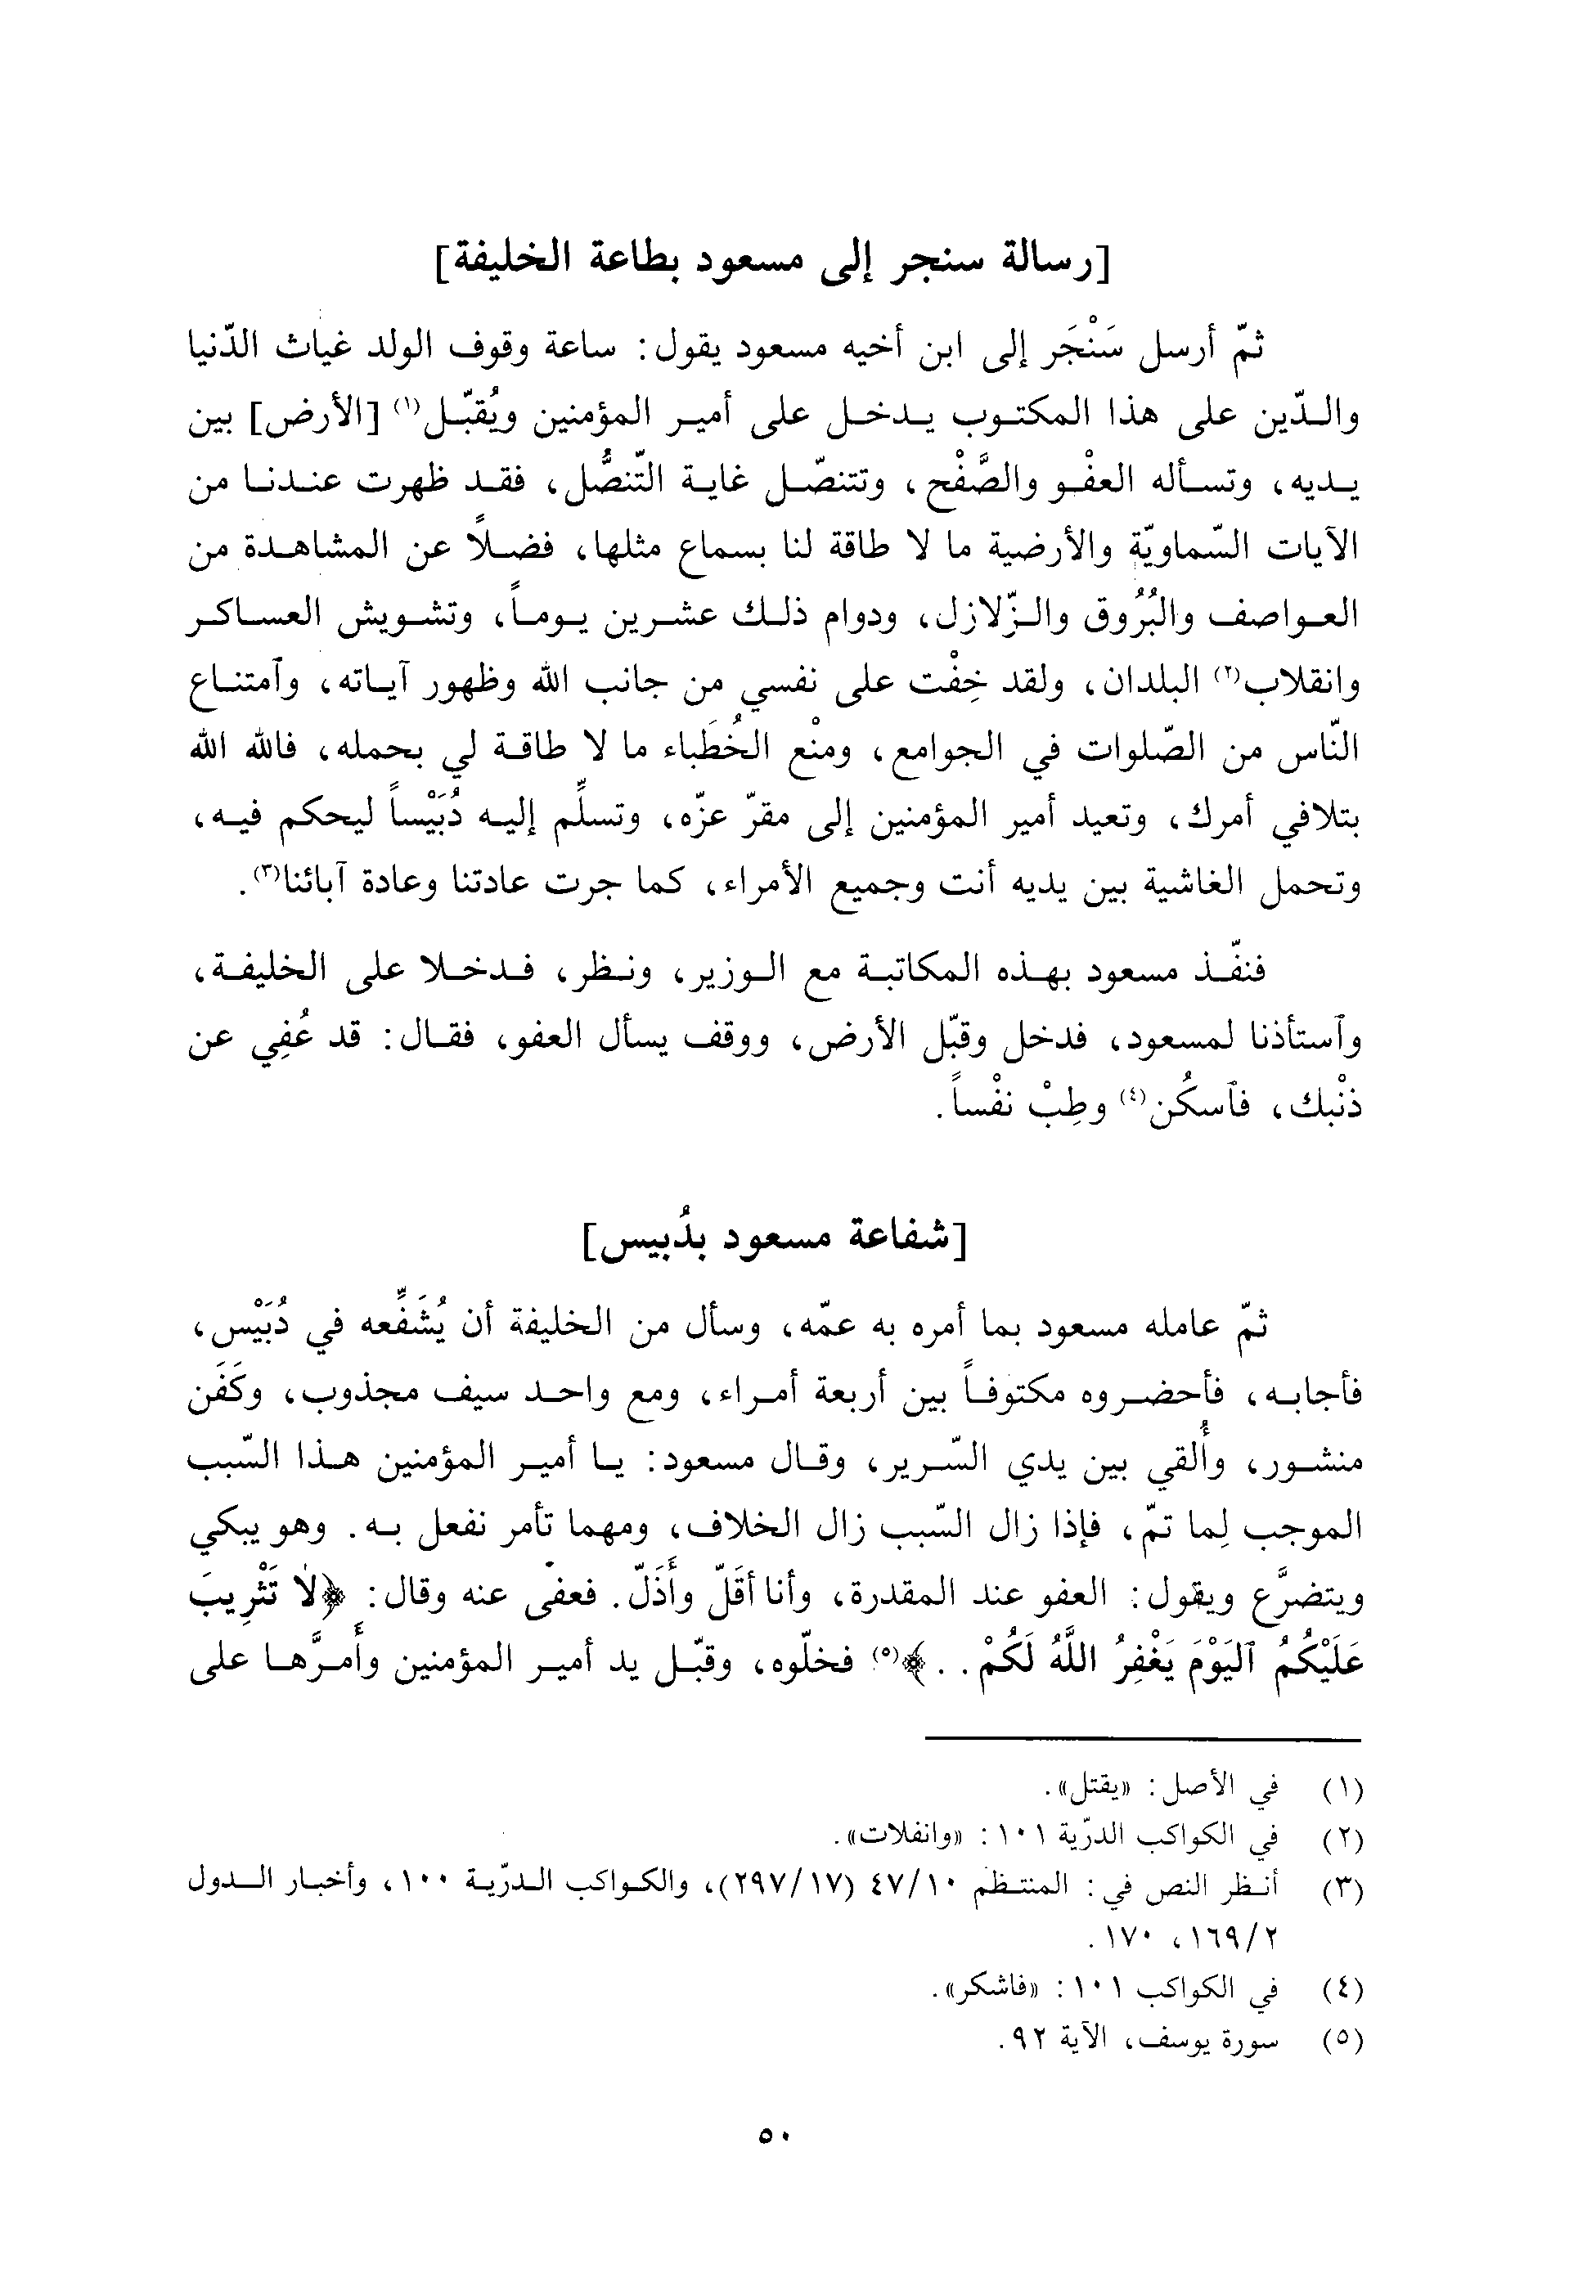 [رسالة سنجر إلى مسعود بطاعة الخليفة]
ثمّ أرسل سَنْجَر إلى ابن أخيه مسعود يقول: ساعة وقوف الولد غياث الدّنيا
والدّين على هذا المكتوب يدخل على أمير المؤمنين ويُقبّل(١) [الأرض] بين
يديه، وتسأله العفْو والصَّفْح، وتتنصّل غاية التّنصُّل، فقد ظهرت عندنا من
الآيات السّماويّة والأرضية ما لا طاقة لنا بسماع مثلها، فضلاً عن المشاهدة من
العواصف والبُرُوق والزّلازل، ودوام ذلك عشرين يوماً، وتشويش العساكر
وانقلاب(٢) البلدان، ولقد خِفْت على نفسي من جانب الله وظهور آياته، وآمتناع
النّاس من الصّلوات في الجوامع، ومنْع الخُطَباء ما لا طاقة لي بحمله، فالله الله
بتلافي أمرك، وتعيد أمير المؤمنين إلى مقرّ عزّه، وتسلِّم إليه دُبَيْساً ليحكم فيه،
وتحمل الغاشية بين يديه أنت وجميع الأمراء، كما جرت عادتنا وعادة آبائنا(٣).
فنفّذ مسعود بهذه المكاتبة مع الوزير، ونظر، فدخلا على الخليفة،
وٱستأذنا لمسعود، فدخل وقبّل الأرض، ووقف يسأل العفو، فقال: قد عُفِي عن
ذنْبك، فٱسكُن(٤) وطِبْ نفْساً.
[شفاعة مسعود بدُبيس]
ثمّ عامله مسعود بما أمره به عمّه، وسأل من الخليفة أن يُشَفِّعه في دُبَيْس،
فأجابه، فأحضروه مكتوفاً بين أربعة أمراء، ومع واحد سيف مجذوب، وكَفَن
منشور، وأُلقي بين يدي السّرير، وقال مسعود: يا أمير المؤمنين هذا السّبب
الموجب لِما تمّ، فإذا زال السّبب زال الخلاف، ومهما تأمر نفعل به. وهو يبكي
ويتضرَّع ويقول: العفو عند المقدرة، وأنا أقَلّ وأَذَلّ. فعفى عنه وقال: ﴿لاٰ تَثْرِيبَ
عَلَيْكُمُ ٱليَوْمَ يَغْفِرُ اللَّهُ لَكُمْ. . .﴾(٥) فخلّوه، وقبّل يد أمير المؤمنين وأَمرَّها على
(١) في الأصل: «يقتل».
(٢) في الكواكب الدرّية ١٠١: «وانفلات».
(٣) أنظر النص في: المنتظم ٤٧/١٠ (٢٩٧/١٧)، والكواكب الدرّية ١٠٠، وأخبار الدول
١٦٩/٢، ١٧٠.
(٤) في الكواكب ١٠١: «فاشكر».
(٥) سورة يوسف، الآية ٩٢.
٥٠